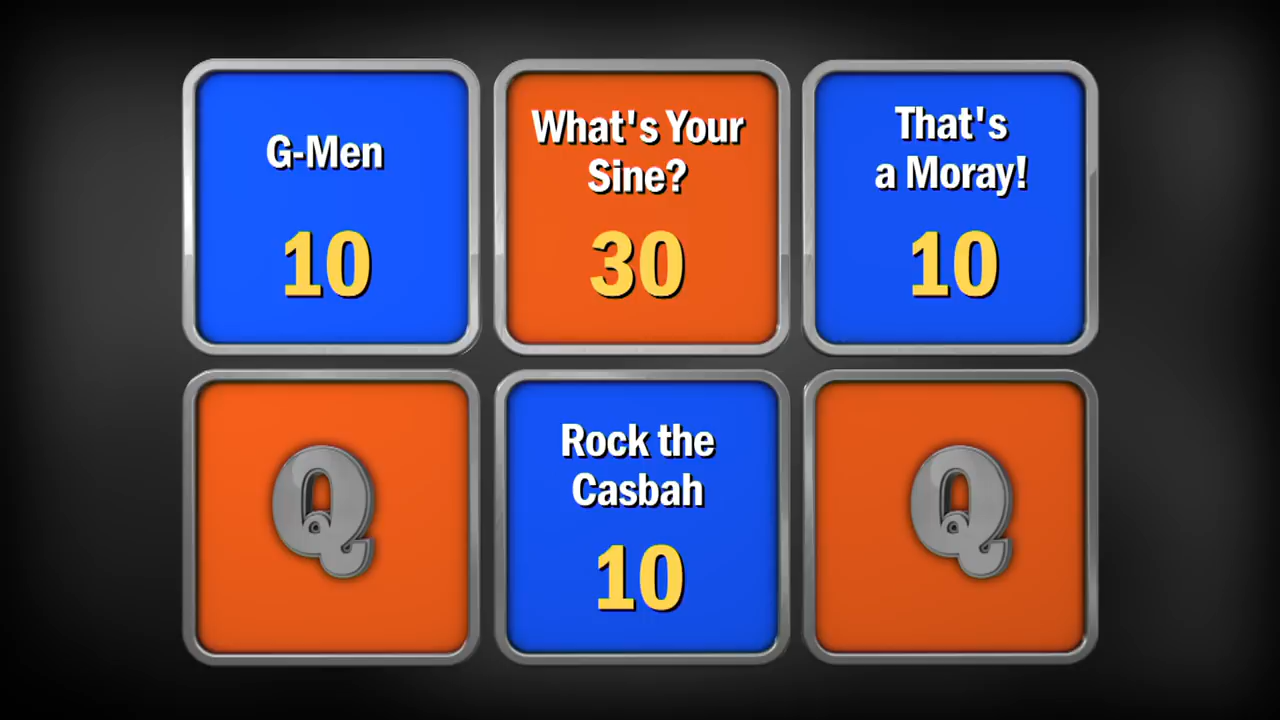 G-Men
10
What's Your
Sine?
30
That's
a Moray!
10
Q
Rock the
Casbah
10
Q